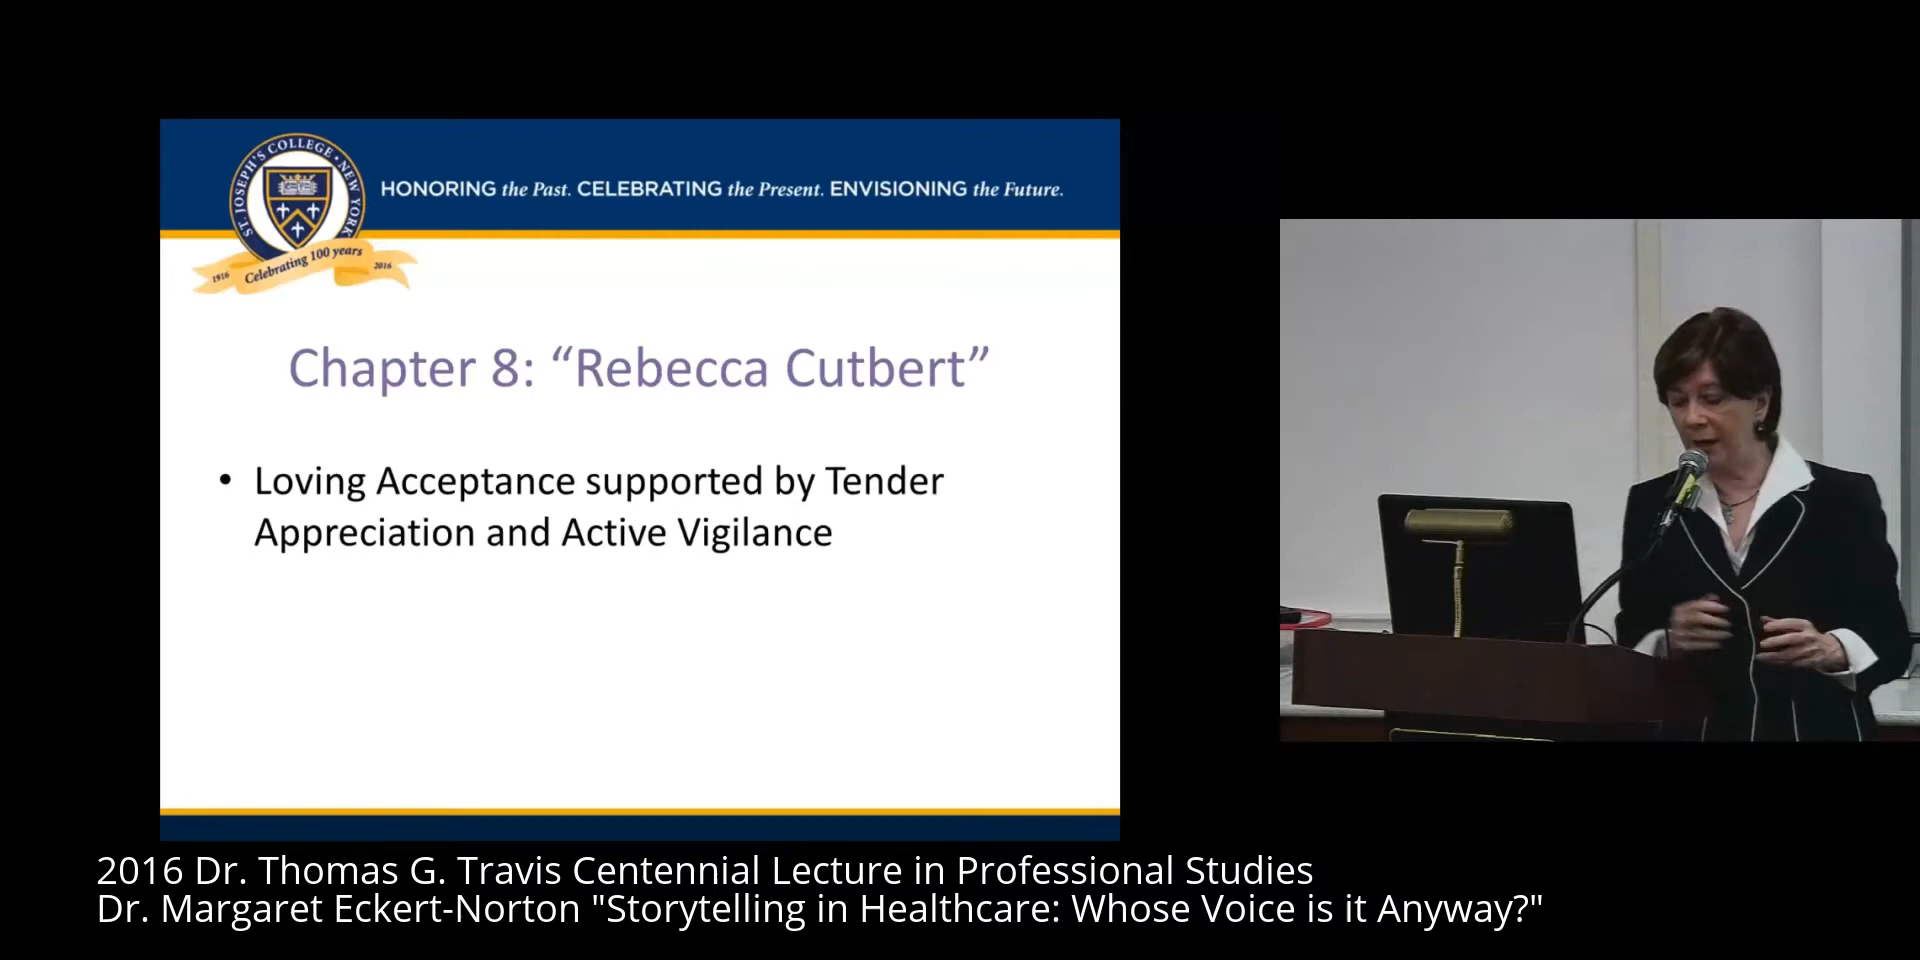 ST. JOSEPH'S COLLEGE • NEW YORK
HONORING the Past. CELEBRATING the Present. ENVISIONING the Future.
1916 Celebrating 100 years 2016
Chapter 8: “Rebecca Cutbert”
• Loving Acceptance supported by Tender
Appreciation and Active Vigilance
2016 Dr. Thomas G. Travis Centennial Lecture in Professional Studies
Dr. Margaret Eckert-Norton "Storytelling in Healthcare: Whose Voice is it Anyway?"